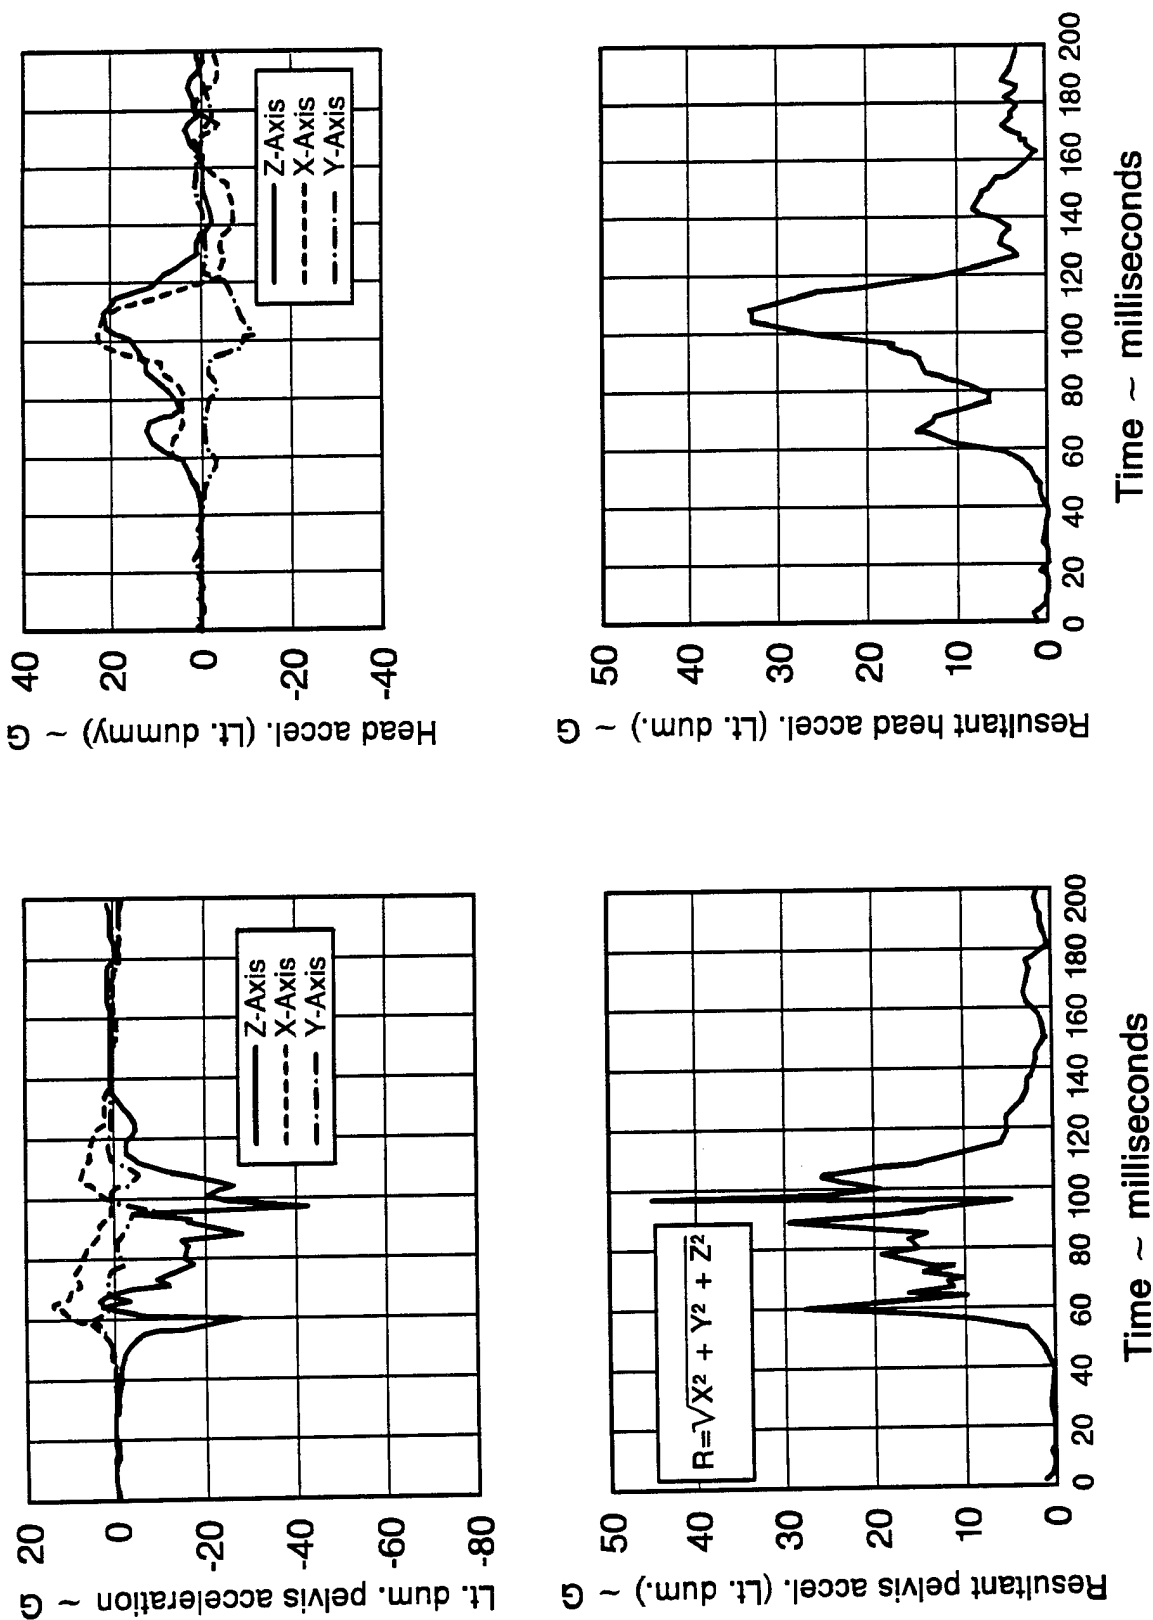 Lt. dum. pelvis acceleration ~ G
20
0
-20
-40
-60
-80
Z-Axis
X-Axis
Y-Axis
Head accel. (Lt. dummy) ~ G
40
20
0
-20
-40
Z-Axis
X-Axis
Y-Axis
Resultant pelvis accel. (Lt. dum.) ~ G
50
40
30
20
10
0
R=√X² + Y² + Z²
0 20 40 60 80 100 120 140 160 180 200
Time ~ milliseconds
Resultant head accel. (Lt. dum.) ~ G
50
40
30
20
10
0
0 20 40 60 80 100 120 140 160 180 200
Time ~ milliseconds